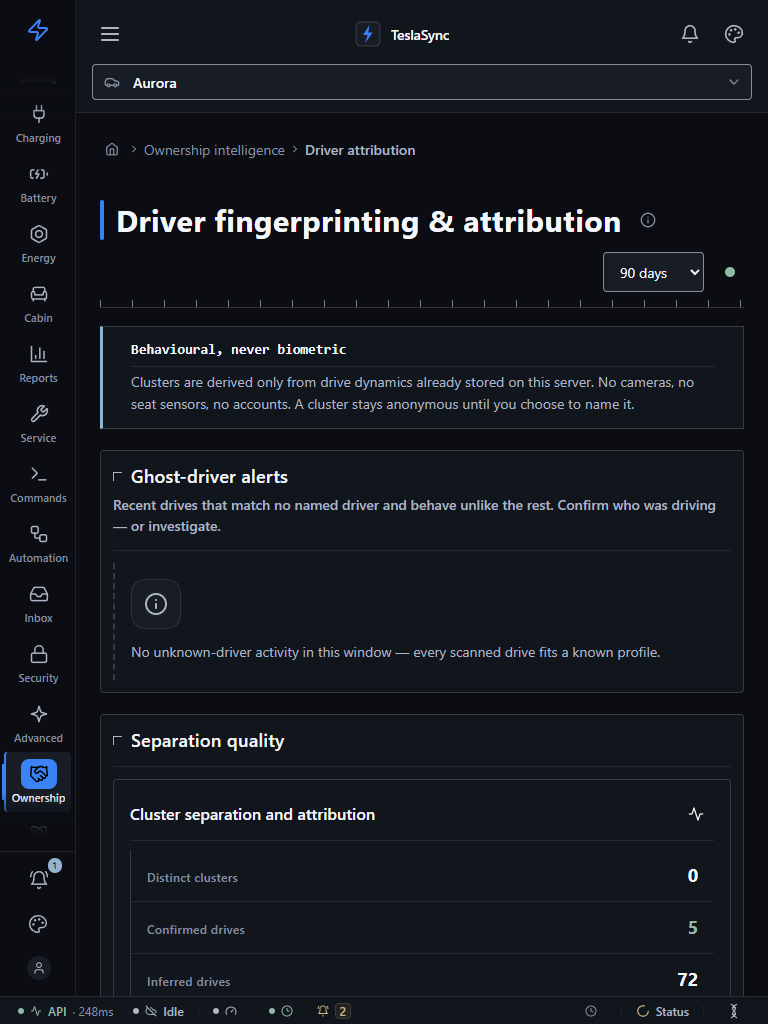 TeslaSync
Aurora
Ownership intelligence
Driver attribution
Driver fingerprinting & attribution
90 days
Behavioural, never biometric
Clusters are derived only from drive dynamics already stored on this server. No cameras, no
seat sensors, no accounts. A cluster stays anonymous until you choose to name it.
Ghost-driver alerts
Recent drives that match no named driver and behave unlike the rest. Confirm who was driving
— or investigate.
No unknown-driver activity in this window — every scanned drive fits a known profile.
Separation quality
Cluster separation and attribution
Distinct clusters 0
Confirmed drives 5
Inferred drives 72
Charging
Battery
Energy
Cabin
Reports
Service
Commands
Automation
Inbox
Security
Advanced
Ownership
1
API · 248ms
Idle
2
Status